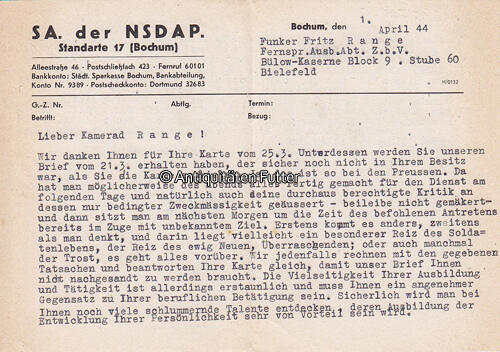 SA. der NSDAP.
Standarte 17 (Bochum)
Alleestraße 46 - Postschließfach 423 - Fernruf 60101
Bankkonto: Städt. Sparkasse Bochum, Bankabteilung,
Konto Nr. 9389 - Postscheckkonto: Dortmund 32683
Bochum, den 1. April 44
Funker Fritz Range
Fernspr.Ausb.Abt. Z.b.V.
Bülow-Kaserne Block 9 . Stube 60
Bielefeld
H/0132
G.-Z. Nr. Abtlg. Termin:
Betrifft: Bezug:
Lieber Kamerad Range!
Wir danken Ihnen für Ihre Karte vom 25.3. Unterdessen werden Sie unseren
Brief vom 21.3. erhalten haben, der sicher noch nicht in Ihrem Besitz
war, als Sie die Ka ist so bei den Preussen. Da
hat man möglicherweise des Abends alles fertig gemacht für den Dienst am
folgenden Tage und natürlich auch seine durchaus berechtigte Kritik an
dessen nur bedingter Zweckmässigkeit geäussert - beileibe nicht gemäkert-
und dann sitzt man am nächsten Morgen um die Zeit des befohlenen Antretens
bereits im Zuge mit unbekanntem Ziel. Erstens kommt es anders, zweitens
als man denkt, und darin liegt vielleicht ein besonderer Reiz des Solda-
tenlebens, der Reiz des ewig Neuen, Überraschenden; oder auch manchmal
der Trost, es geht alles vorüber. Wir jedenfalls rechnen mit den gegebenen
Tatsachen und beantworten Ihre Karte gleich, damit unser Brief Ihnen
nicht nachgesandt zu werden braucht. Die Vielseitigkeit Ihrer Ausbildung
und Tätigkeit ist allerdings erstaunlich und muss Ihnen ein angenehmer
Gegensatz zu Ihrer beruflichen Betätigung sein. Sicherlich wird man bei
Ihnen noch viele schlummernde Talente entdecken, deren Ausbildung der
Entwicklung Ihrer Persönlichkeit sehr von Vorteil sein wird.
© Antiquitäten-Futter